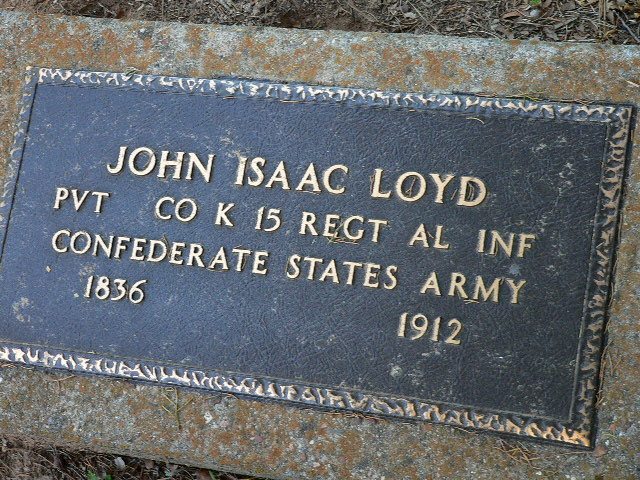 JOHN ISAAC LOYD
PVT CO K 15 REGT AL INF
CONFEDERATE STATES ARMY
1836 1912